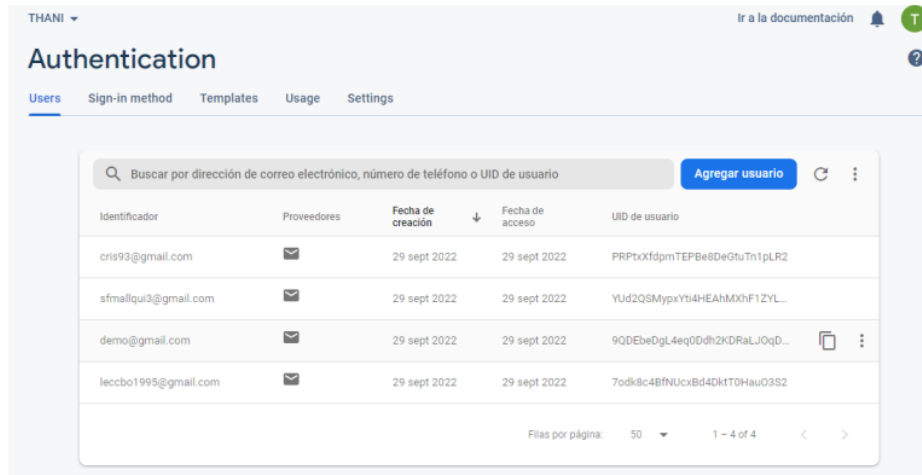 THANI Ir a la documentación T
Authentication
Users Sign-in method Templates Usage Settings
Buscar por dirección de correo electrónico, número de teléfono o UID de usuario Agregar usuario
Identificador Proveedores Fecha de creación Fecha de acceso UID de usuario
cris93@gmail.com 29 sept 2022 29 sept 2022 PRPtxXfdpmTEPBe8DeGtuTn1pLR2
sfmallqui3@gmail.com 29 sept 2022 29 sept 2022 YUd2QSMypxYti4HEAhMXhF1ZYL...
demo@gmail.com 29 sept 2022 29 sept 2022 9QDEbeDgL4eq0Ddh2KDRaLJOqD...
leccbo1995@gmail.com 29 sept 2022 29 sept 2022 7odk8c4BfNUcxBd4DktT0HauO3S2
Filas por página: 50 1 – 4 of 4